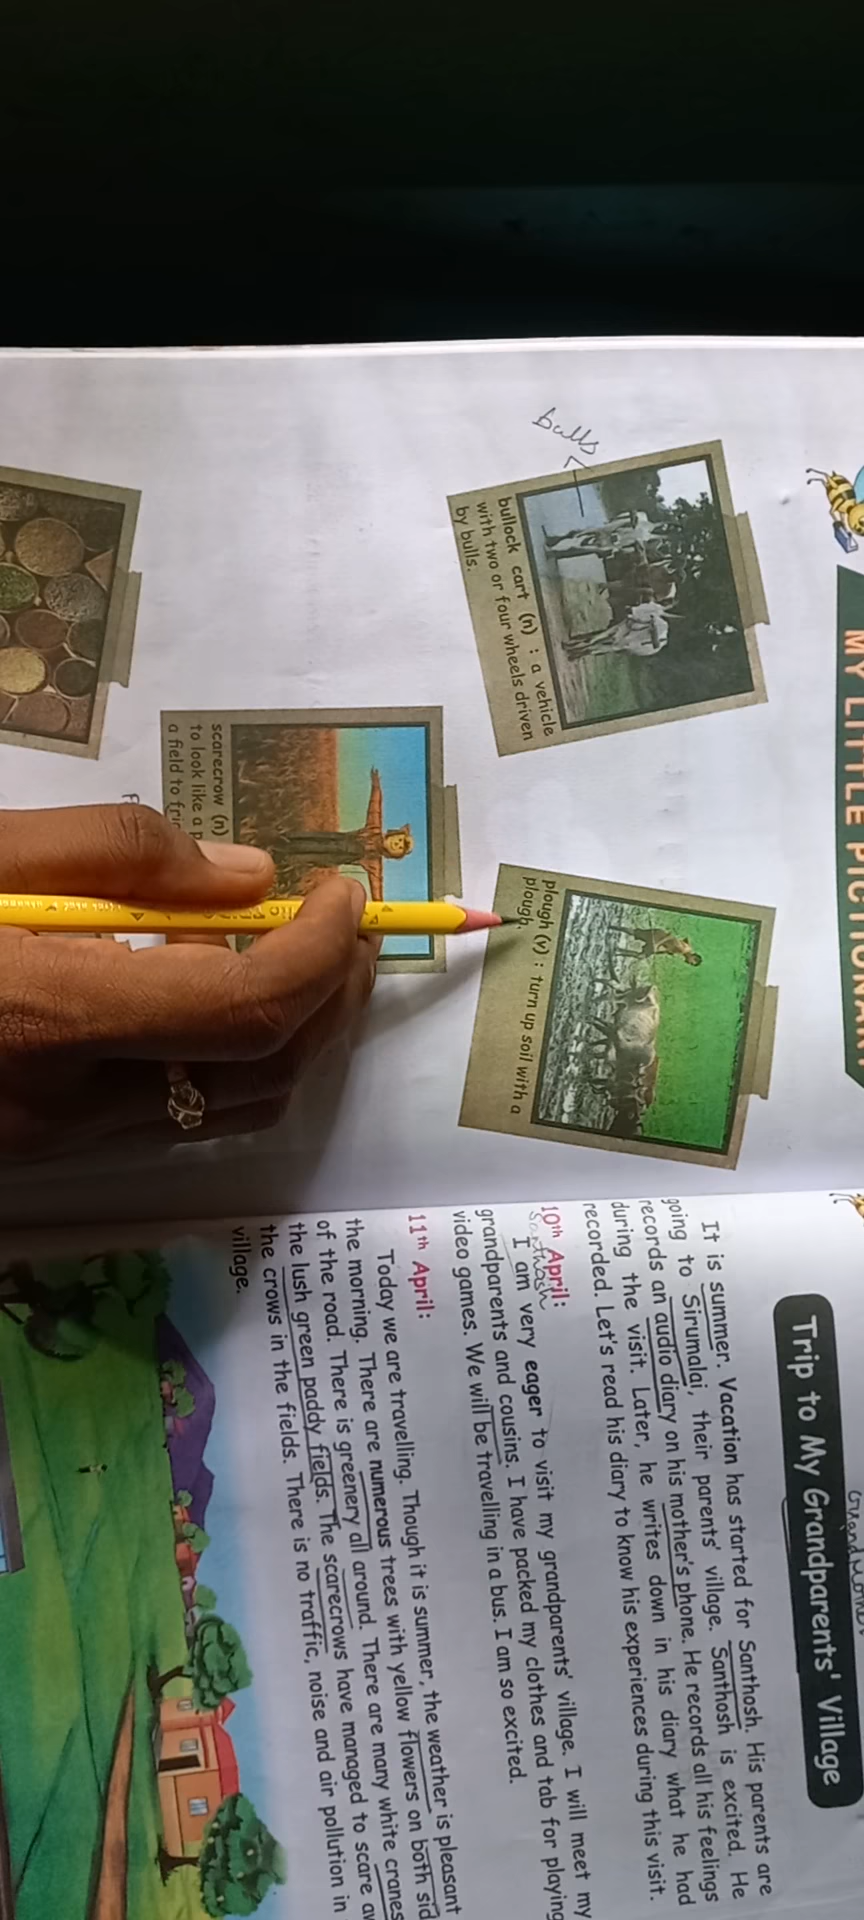 MY LITTLE PICTIONARY
bulls
bullock cart (n) : a vehicle
with two or four wheels driven
by bulls.
plough (v) : turn up soil with a
plough.
scarecrow (n)
to look like a
a field to
Trip to My Grandparents' Village
It is summer. Vacation has started for Santhosh. His parents are
going to Sirumalai, their parents' village. Santhosh is excited. He
records an audio diary on his mother's phone. He records all his feelings
during the visit. Later, he writes down in his diary what he had
recorded. Let's read his diary to know his experiences during this visit.
10th April:
Santhosh
I am very eager to visit my grandparents' village. I will meet my
grandparents and cousins. I have packed my clothes and tab for playing
video games. We will be travelling in a bus. I am so excited.
11th April:
Today we are travelling. Though it is summer, the weather is pleasant
the morning. There are numerous trees with yellow flowers on both sid
of the road. There is greenery all around. There are many white cranes
the lush green paddy fields. The scarecrows have managed to scare aw
the crows in the fields. There is no traffic, noise and air pollution in
village.